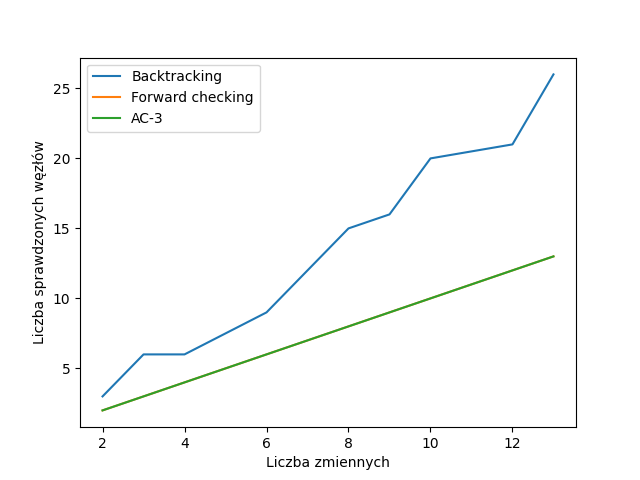 Backtracking
Forward checking
AC-3
25
20
15
10
5
Liczba sprawdzonych węzłów
2 4 6 8 10 12
Liczba zmiennych